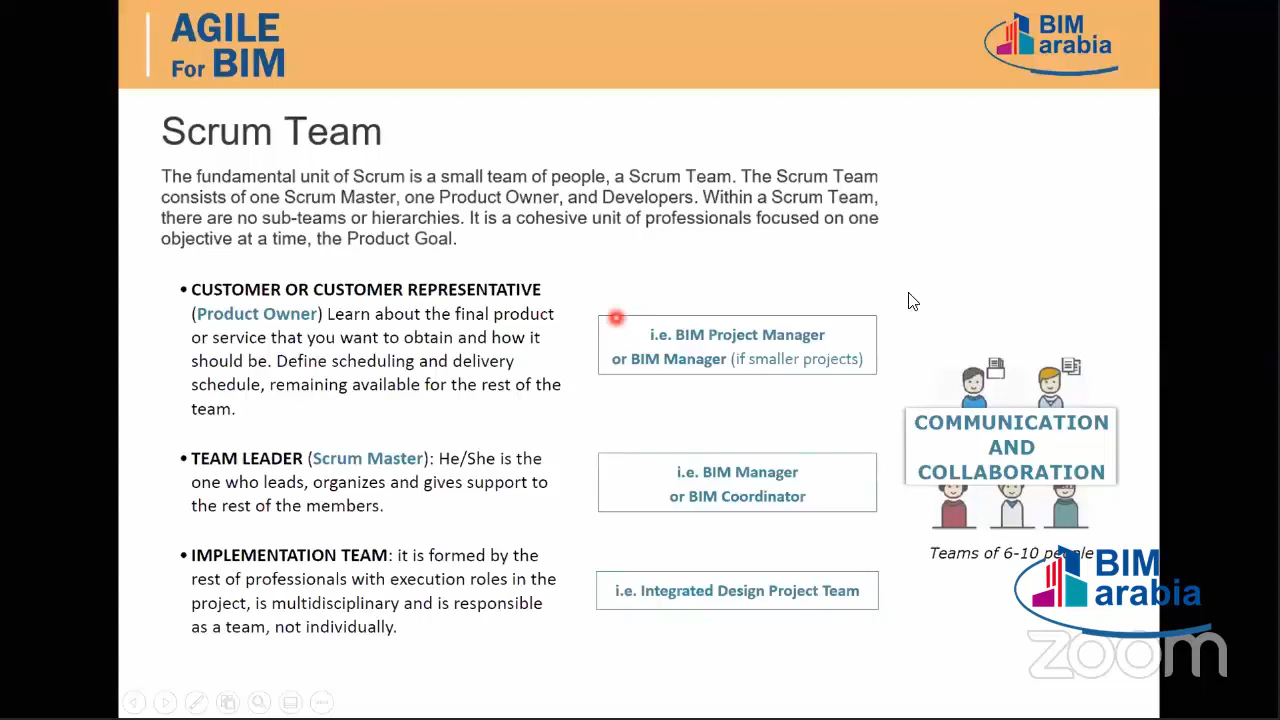 AGILE
For BIM
BIM
arabia
Scrum Team
The fundamental unit of Scrum is a small team of people, a Scrum Team. The Scrum Team
consists of one Scrum Master, one Product Owner, and Developers. Within a Scrum Team,
there are no sub-teams or hierarchies. It is a cohesive unit of professionals focused on one
objective at a time, the Product Goal.
• CUSTOMER OR CUSTOMER REPRESENTATIVE
(Product Owner) Learn about the final product
or service that you want to obtain and how it
should be. Define scheduling and delivery
schedule, remaining available for the rest of the
team.
i.e. BIM Project Manager
or BIM Manager (if smaller projects)
• TEAM LEADER (Scrum Master): He/She is the
one who leads, organizes and gives support to
the rest of the members.
i.e. BIM Manager
or BIM Coordinator
• IMPLEMENTATION TEAM: it is formed by the
rest of professionals with execution roles in the
project, is multidisciplinary and is responsible
as a team, not individually.
i.e. Integrated Design Project Team
COMMUNICATION
AND
COLLABORATION
Teams of 6-10 people
BIM
arabia
zoom